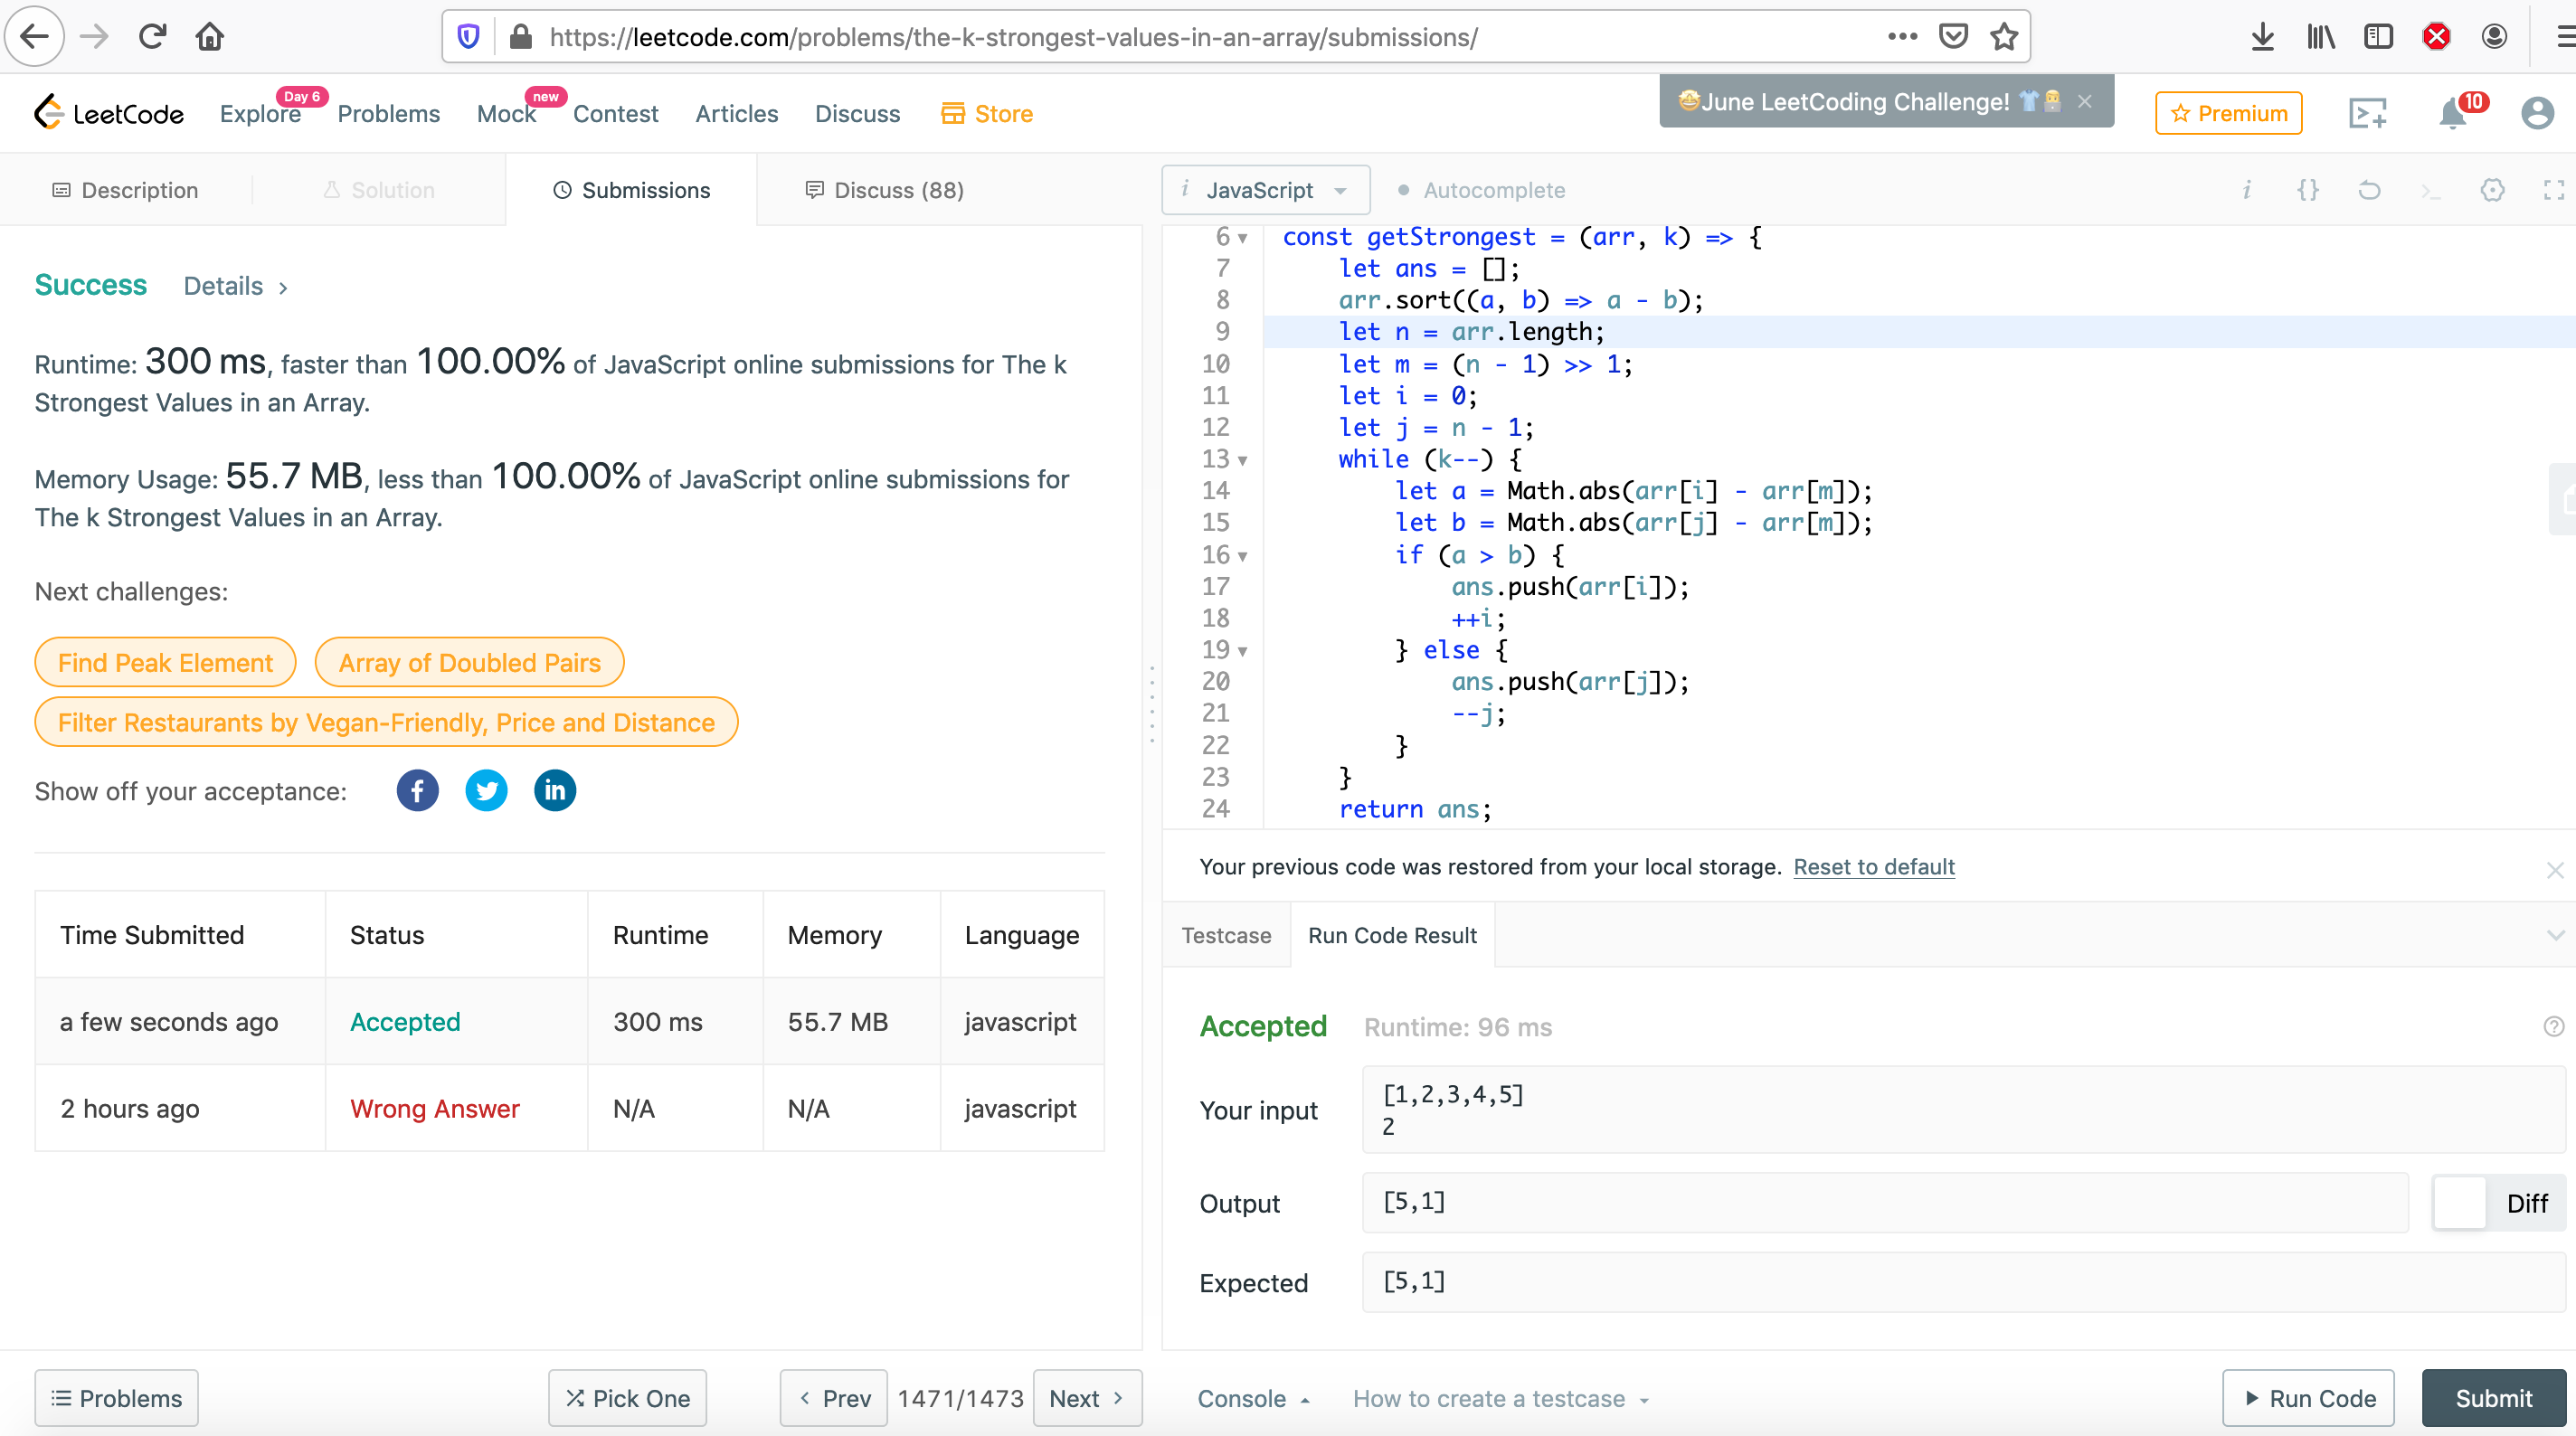 https://leetcode.com/problems/the-k-strongest-values-in-an-array/submissions/
LeetCode
Explore
Day 6
Problems
Mock
new
Contest
Articles
Discuss
Store
🤩June LeetCoding Challenge! 👕👨‍💻 ×
Premium
10
Description
Solution
Submissions
Discuss (88)
i JavaScript
Autocomplete
Success Details >
Runtime: 300 ms, faster than 100.00% of JavaScript online submissions for The k
Strongest Values in an Array.
Memory Usage: 55.7 MB, less than 100.00% of JavaScript online submissions for
The k Strongest Values in an Array.
Next challenges:
Find Peak Element
Array of Doubled Pairs
Filter Restaurants by Vegan-Friendly, Price and Distance
Show off your acceptance:
Time Submitted Status Runtime Memory Language
a few seconds ago Accepted 300 ms 55.7 MB javascript
2 hours ago Wrong Answer N/A N/A javascript
6 const getStrongest = (arr, k) => {
7 let ans = [];
8 arr.sort((a, b) => a - b);
9 let n = arr.length;
10 let m = (n - 1) >> 1;
11 let i = 0;
12 let j = n - 1;
13 while (k--) {
14 let a = Math.abs(arr[i] - arr[m]);
15 let b = Math.abs(arr[j] - arr[m]);
16 if (a > b) {
17 ans.push(arr[i]);
18 ++i;
19 } else {
20 ans.push(arr[j]);
21 --j;
22 }
23 }
24 return ans;
Your previous code was restored from your local storage. Reset to default
Testcase
Run Code Result
Accepted Runtime: 96 ms
Your input
[1,2,3,4,5]
2
Output
[5,1]
Diff
Expected
[5,1]
Problems
Pick One
< Prev
1471/1473
Next >
Console
How to create a testcase
Run Code
Submit